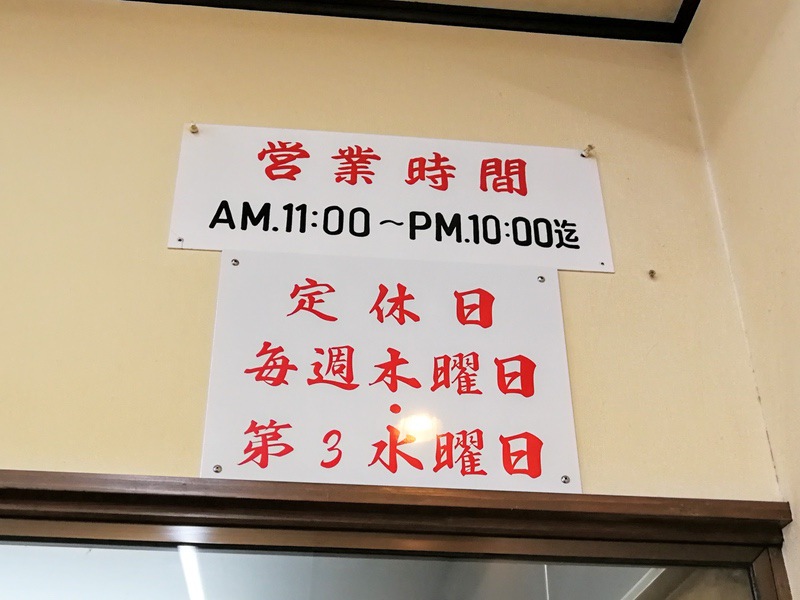 営業時間
AM.11:00~PM.10:00迄
定休日
毎週木曜日
・
第3水曜日